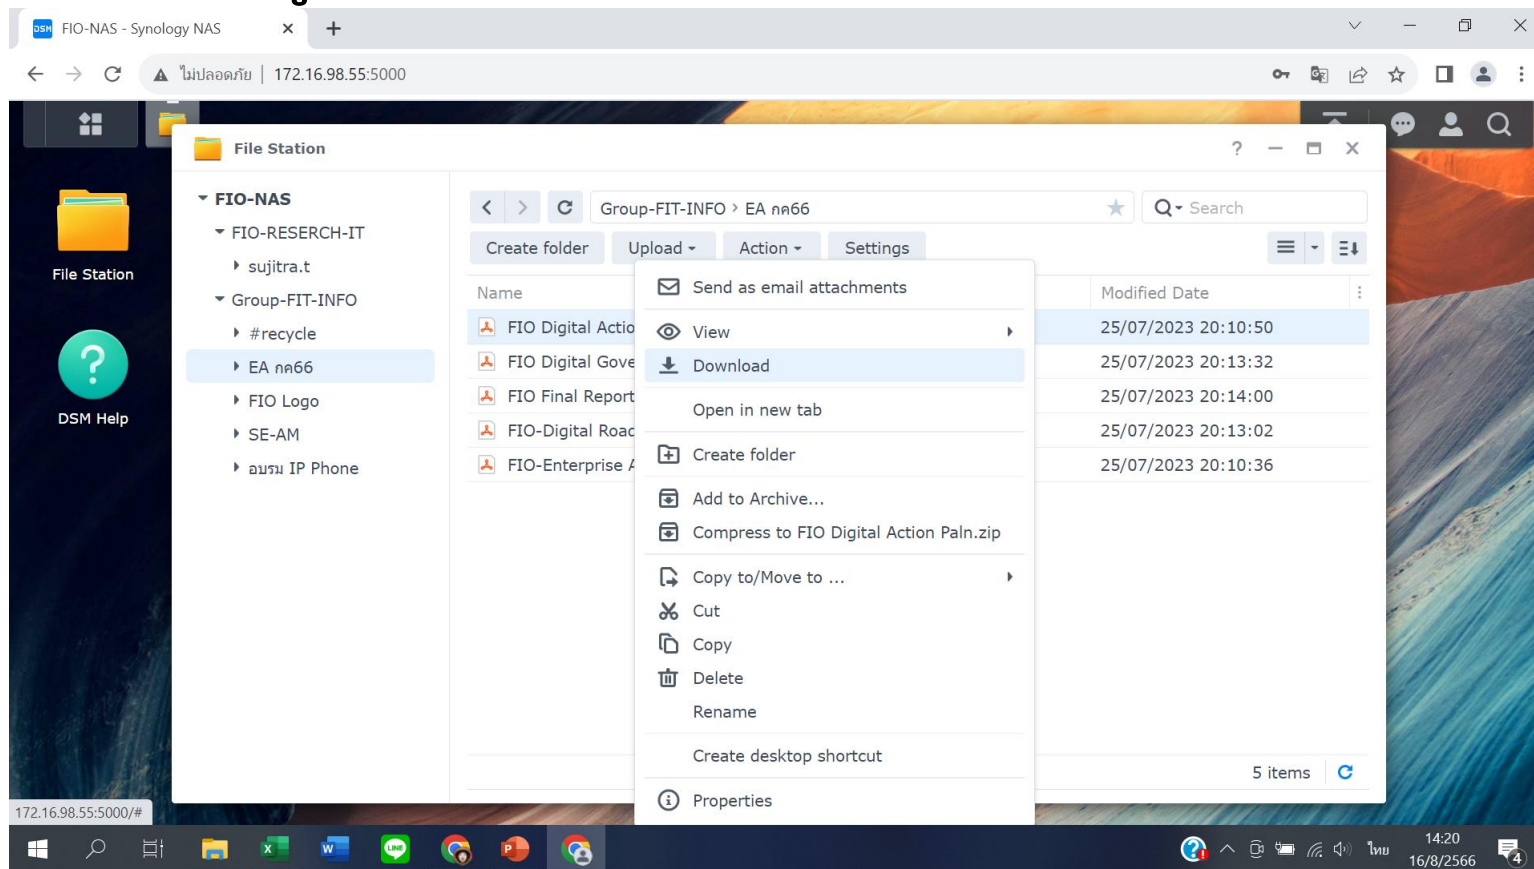 FIO-NAS - Synology NAS
ไม่ปลอดภัย | 172.16.98.55:5000
File Station
FIO-NAS
FIO-RESERCH-IT
sujitra.t
Group-FIT-INFO
#recycle
EA กค66
FIO Logo
SE-AM
อบรม IP Phone
File Station
DSM Help
Group-FIT-INFO › EA กค66
Search
Create folder
Upload
Action
Settings
Name
Modified Date
FIO Digital Actio
25/07/2023 20:10:50
FIO Digital Gove
25/07/2023 20:13:32
FIO Final Report
25/07/2023 20:14:00
FIO-Digital Road
25/07/2023 20:13:02
FIO-Enterprise A
25/07/2023 20:10:36
Send as email attachments
View
Download
Open in new tab
Create folder
Add to Archive...
Compress to FIO Digital Action Paln.zip
Copy to/Move to ...
Cut
Copy
Delete
Rename
Create desktop shortcut
Properties
5 items
172.16.98.55:5000/#
ไทย
14:20
16/8/2566
4